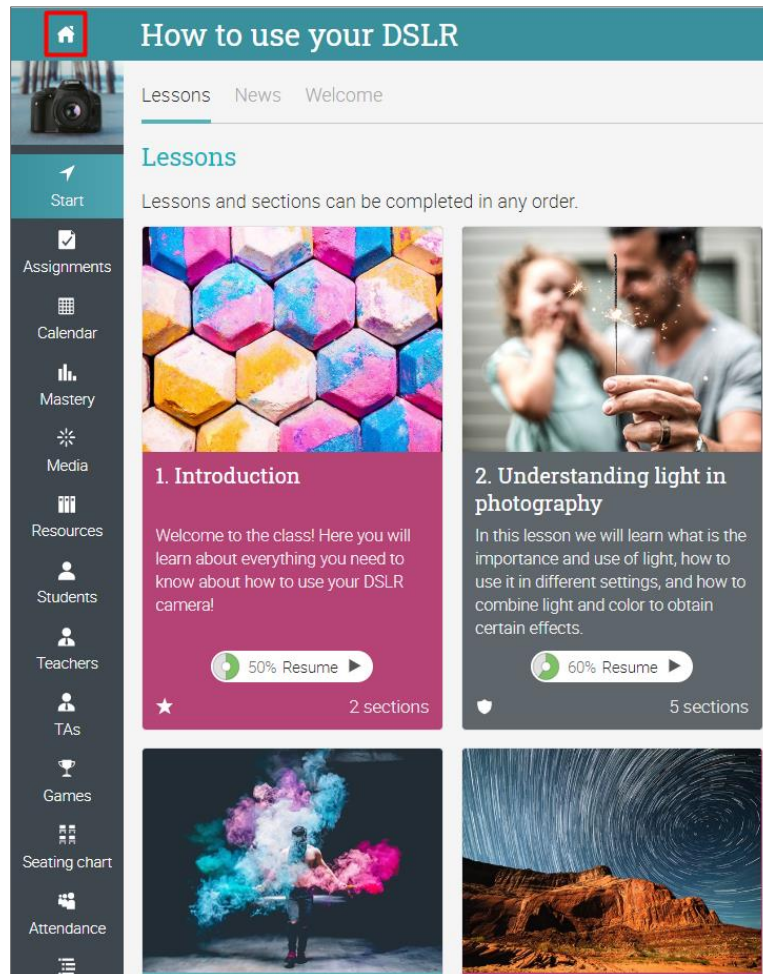 How to use your DSLR
Lessons News Welcome
Start
Assignments
Calendar
Mastery
Media
Resources
Students
Teachers
TAs
Games
Seating chart
Attendance
Lessons
Lessons and sections can be completed in any order.
1. Introduction
Welcome to the class! Here you will
learn about everything you need to
know about how to use your DSLR
camera!
50% Resume
2 sections
2. Understanding light in
photography
In this lesson we will learn what is the
importance and use of light, how to
use it in different settings, and how to
combine light and color to obtain
certain effects.
60% Resume
5 sections